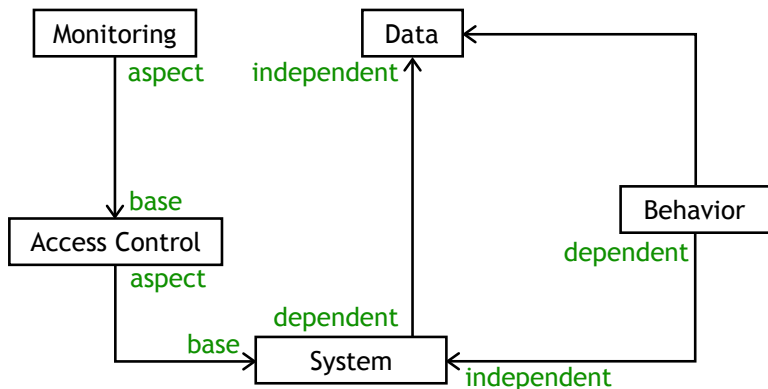 Monitoring
Data
aspect
independent
base
Behavior
Access Control
dependent
aspect
dependent
base
System
independent